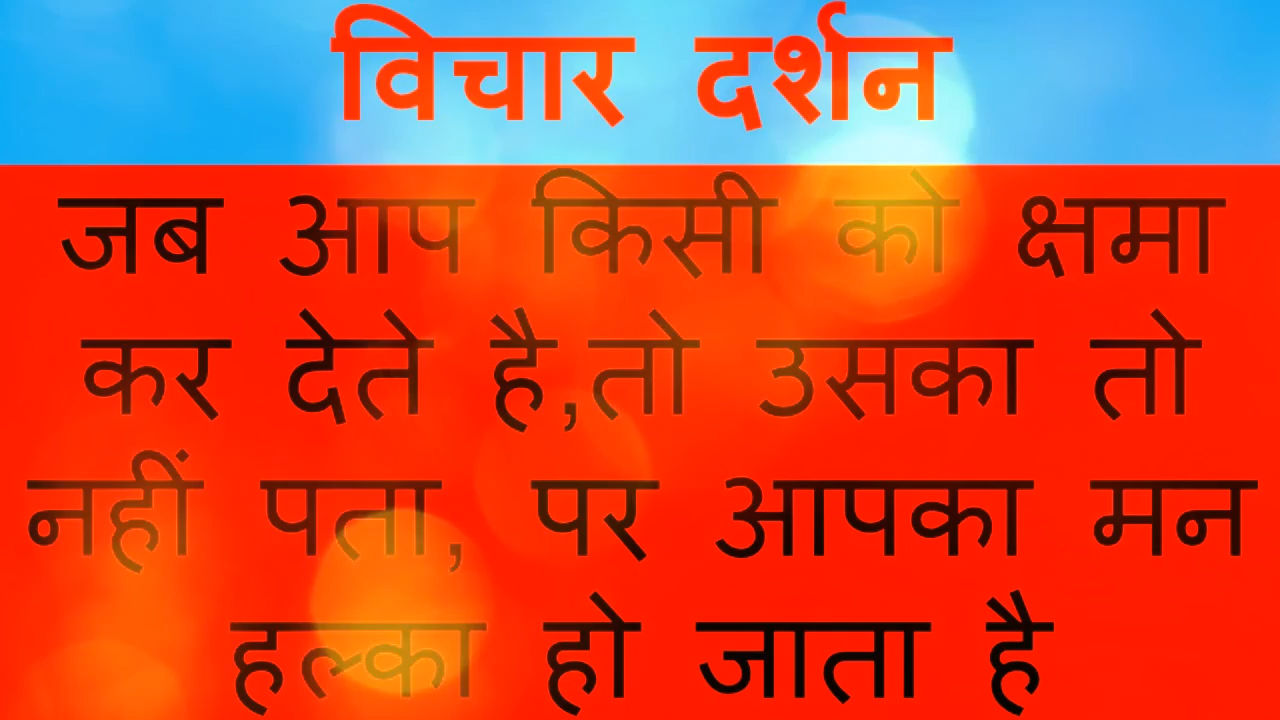 विचार दर्शन
जब आप किसी को क्षमा
कर देते है,तो उसका तो
नहीं पता, पर आपका मन
हल्का हो जाता है